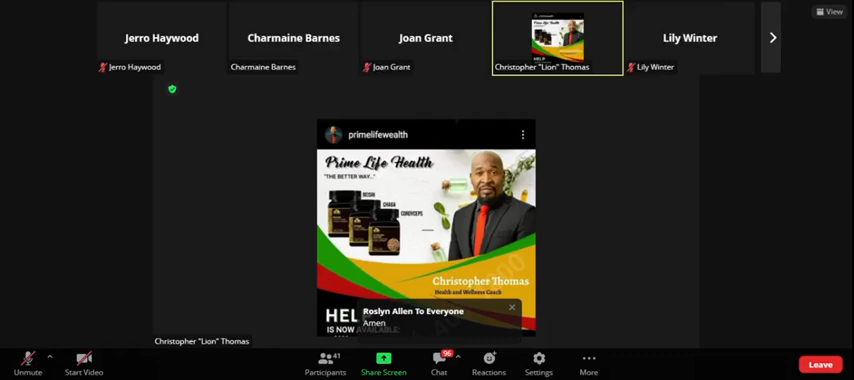 View
Jerro Haywood
Charmaine Barnes
Joan Grant
Lily Winter
Jerro Haywood
Charmaine Barnes
Joan Grant
Christopher "Lion" Thomas
Lily Winter
primelifewealth
Prime Life Health
"THE BETTER WAY..."
REISHI
CHAGA
CORDYCEPS
Christopher Thomas
Health and Wellness Coach
HEL
IS NOW AVAILABLE:
Roslyn Allen To Everyone
Amen
Christopher "Lion" Thomas
Unmute
Start Video
41
Participants
Share Screen
96
Chat
Reactions
Settings
More
Leave